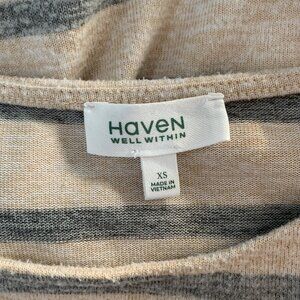 Haven
WELL WITHIN
XS
MADE IN
VIETNAM